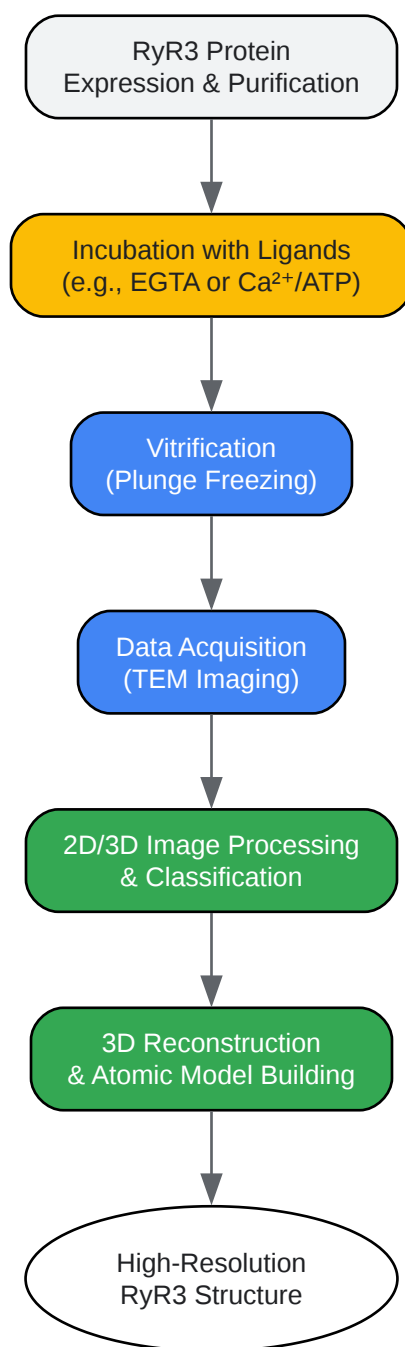 RyR3 Protein
Expression & Purification
Incubation with Ligands
(e.g., EGTA or Ca²⁺/ATP)
Vitrification
(Plunge Freezing)
Data Acquisition
(TEM Imaging)
2D/3D Image Processing
& Classification
3D Reconstruction
& Atomic Model Building
High-Resolution
RyR3 Structure